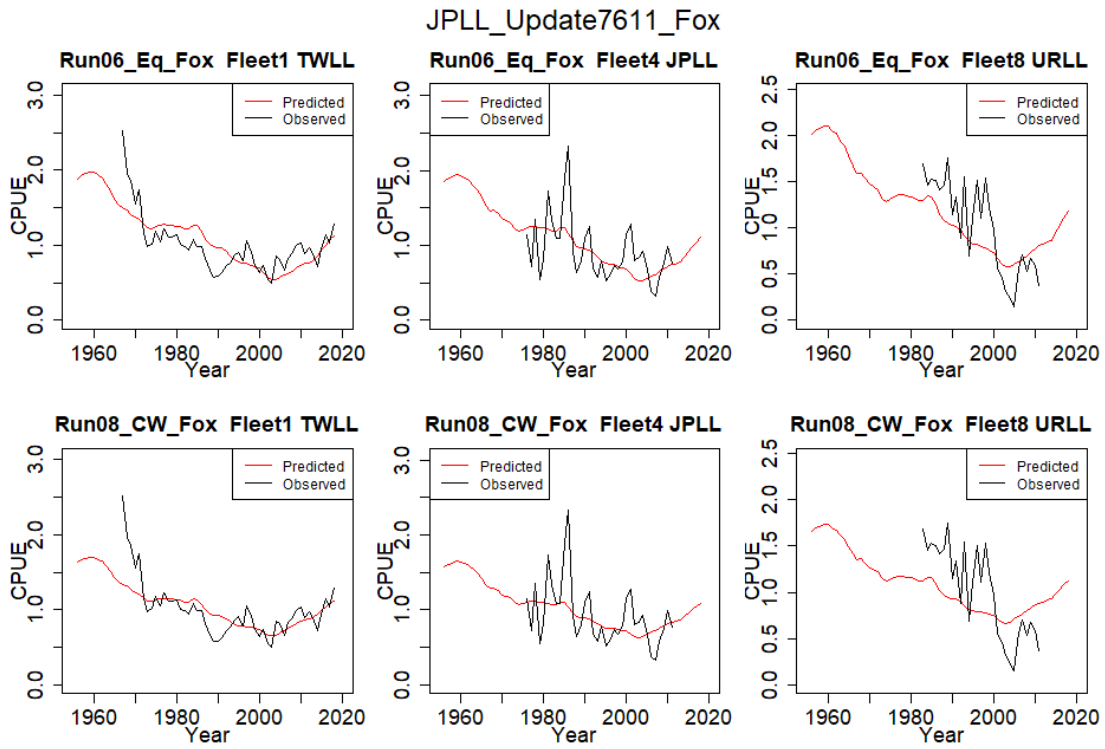 JPLL_Update7611_Fox
Run06_Eq_Fox Fleet1 TWLL
CPUE
0.0 1.0 2.0 3.0
Predicted
Observed
1960 1980 2000 2020
Year
Run06_Eq_Fox Fleet4 JPLL
CPUE
0.0 1.0 2.0 3.0
Predicted
Observed
1960 1980 2000 2020
Year
Run06_Eq_Fox Fleet8 URLL
CPUE
0.0 0.5 1.0 1.5 2.0 2.5
Predicted
Observed
1960 1980 2000 2020
Year
Run08_CW_Fox Fleet1 TWLL
CPUE
0.0 1.0 2.0 3.0
Predicted
Observed
1960 1980 2000 2020
Year
Run08_CW_Fox Fleet4 JPLL
CPUE
0.0 1.0 2.0 3.0
Predicted
Observed
1960 1980 2000 2020
Year
Run08_CW_Fox Fleet8 URLL
CPUE
0.0 0.5 1.0 1.5 2.0 2.5
Predicted
Observed
1960 1980 2000 2020
Year